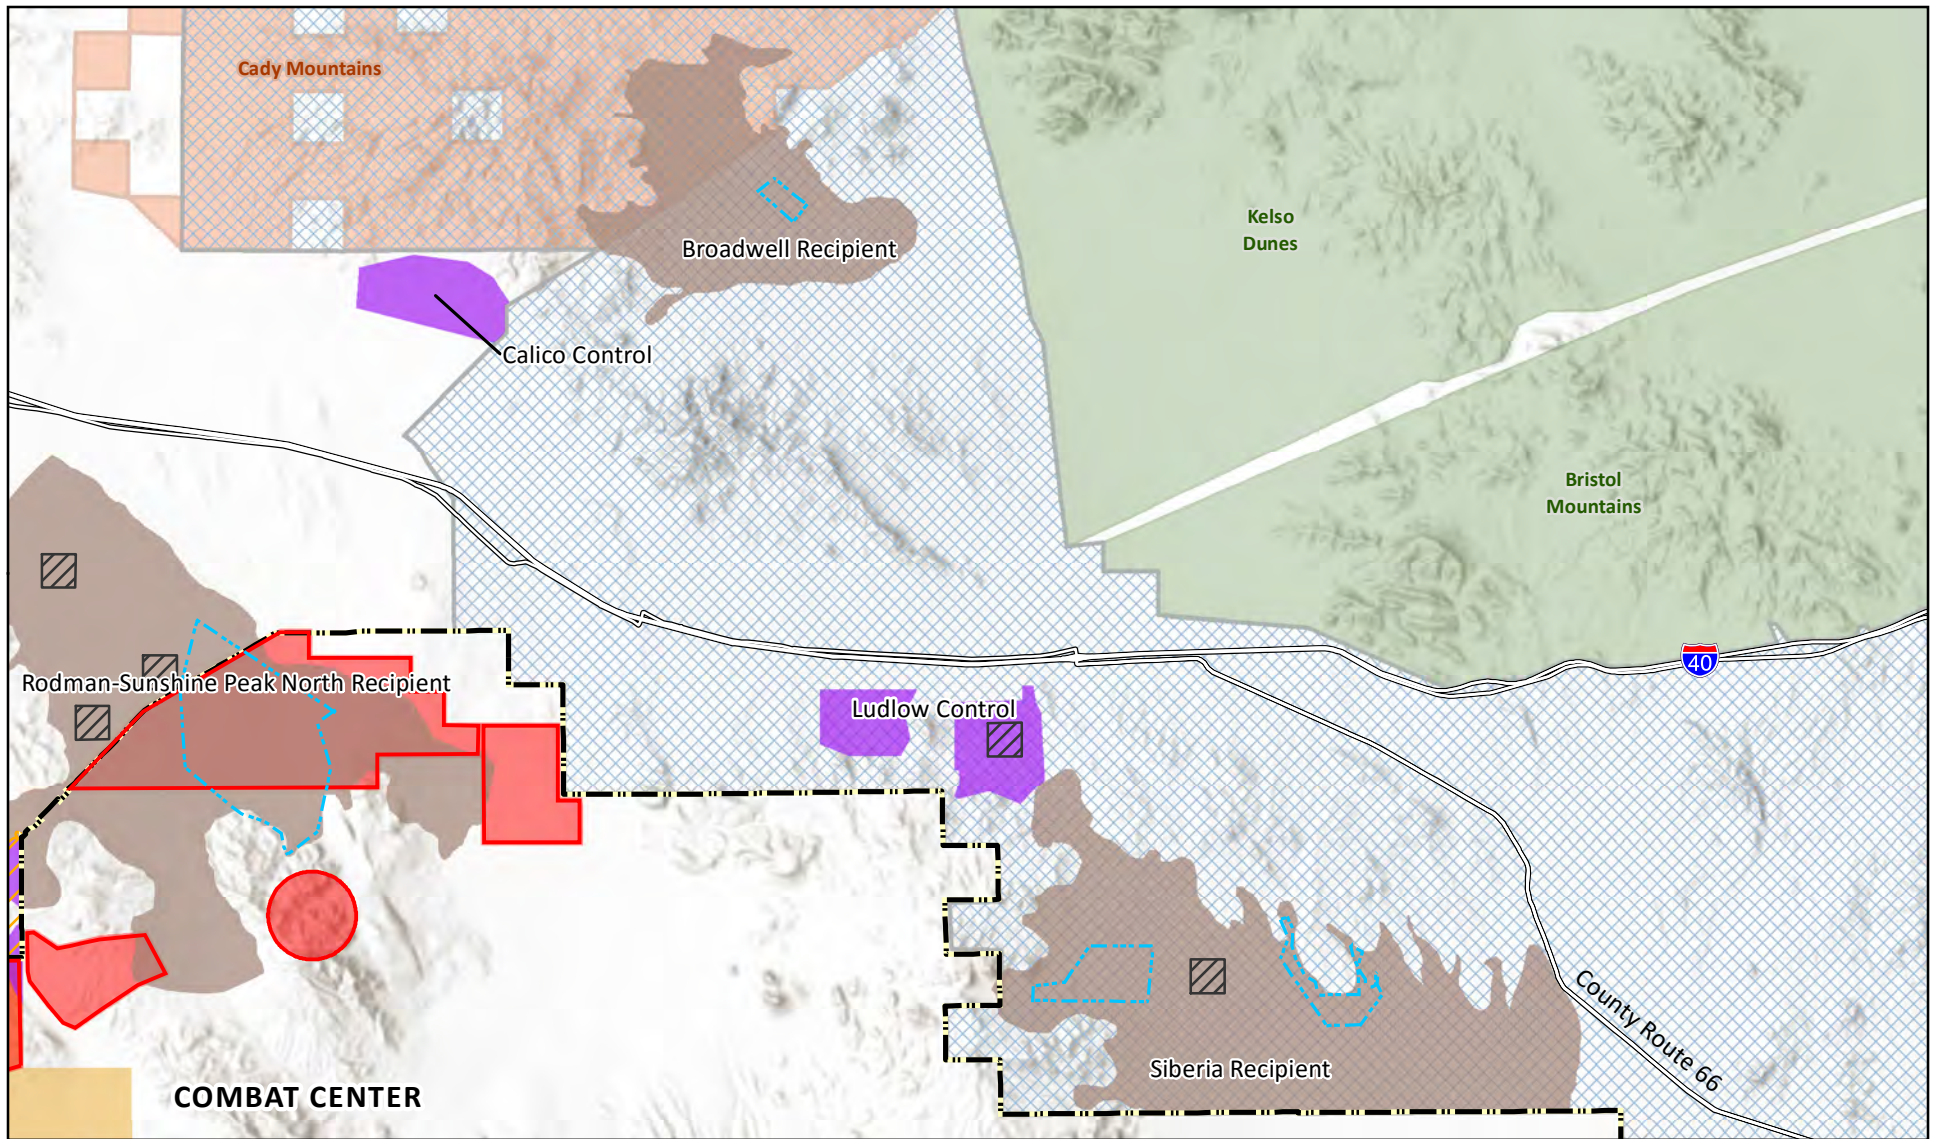 Cady Mountains
Kelso
Dunes
Broadwell Recipient
Calico Control
Bristol
Mountains
40
Rodman-Sunshine Peak North Recipient
Ludlow Control
County Route 66
Siberia Recipient
COMBAT CENTER